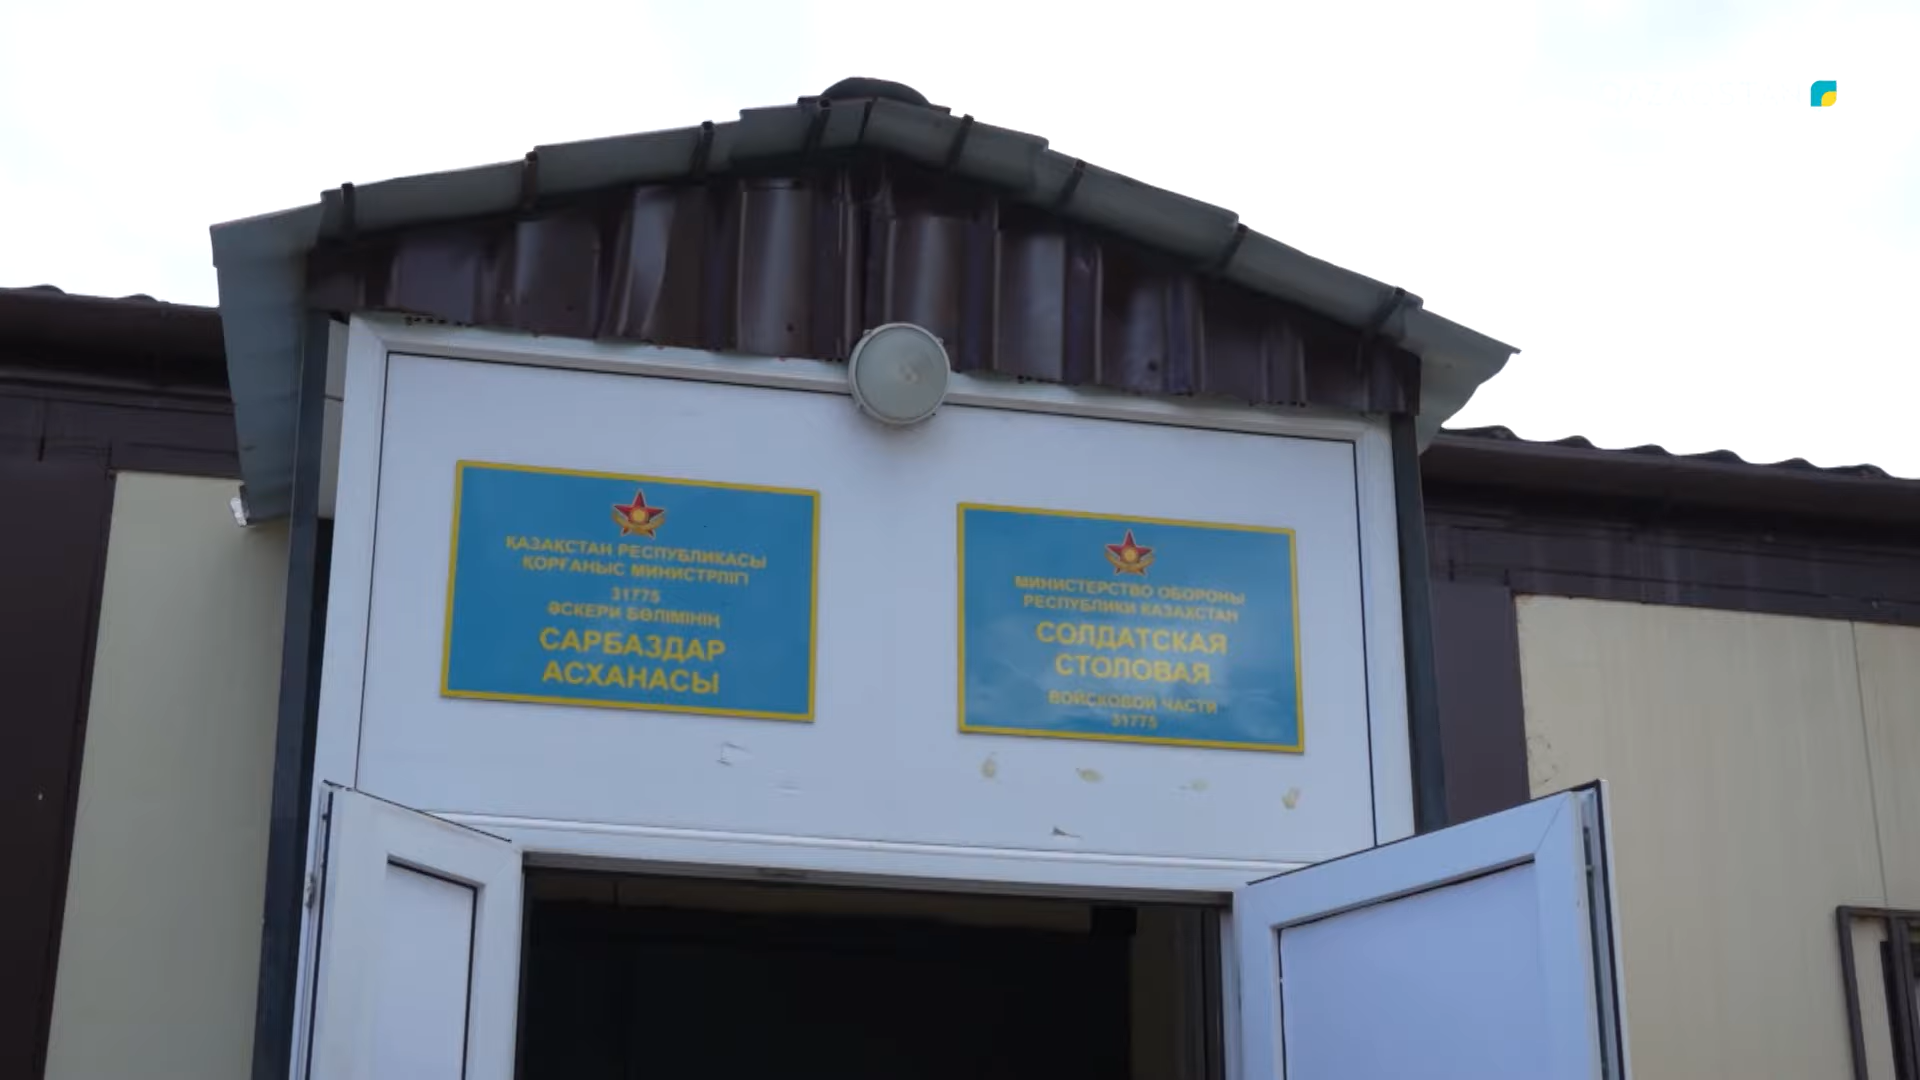 ҚАЗАҚСТАН РЕСПУБЛИКАСЫ
ҚОРҒАНЫС МИНИСТРЛІГІ
31775
ӘСКЕРИ БӨЛІМІНІҢ
САРБАЗДАР
АСХАНАСЫ
МИНИСТЕРСТВО ОБОРОНЫ
РЕСПУБЛИКИ КАЗАХСТАН
СОЛДАТСКАЯ
СТОЛОВАЯ
ВОЙСКОВОЙ ЧАСТИ
31775